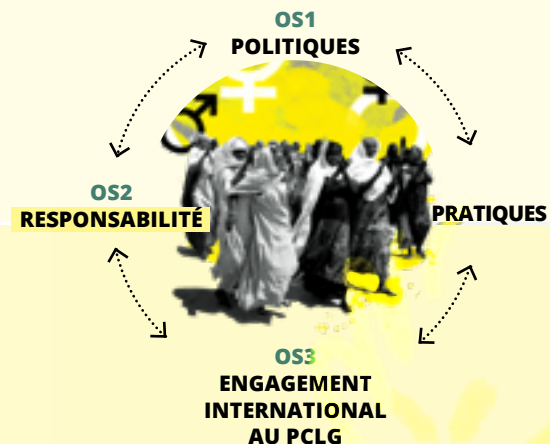 OS1
POLITIQUES
OS2
RESPONSABILITÉ
PRATIQUES
OS3
ENGAGEMENT
INTERNATIONAL
AU PCLG